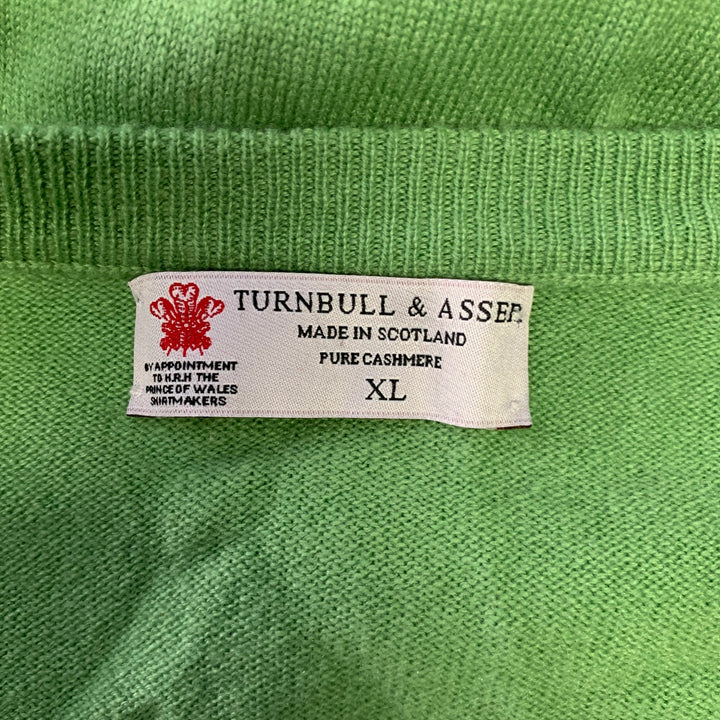 TURNBULL & ASSER
MADE IN SCOTLAND
PURE CASHMERE
XL
BY APPOINTMENT
TO H.R.H THE
PRINCE OF WALES
SHIRTMAKERS